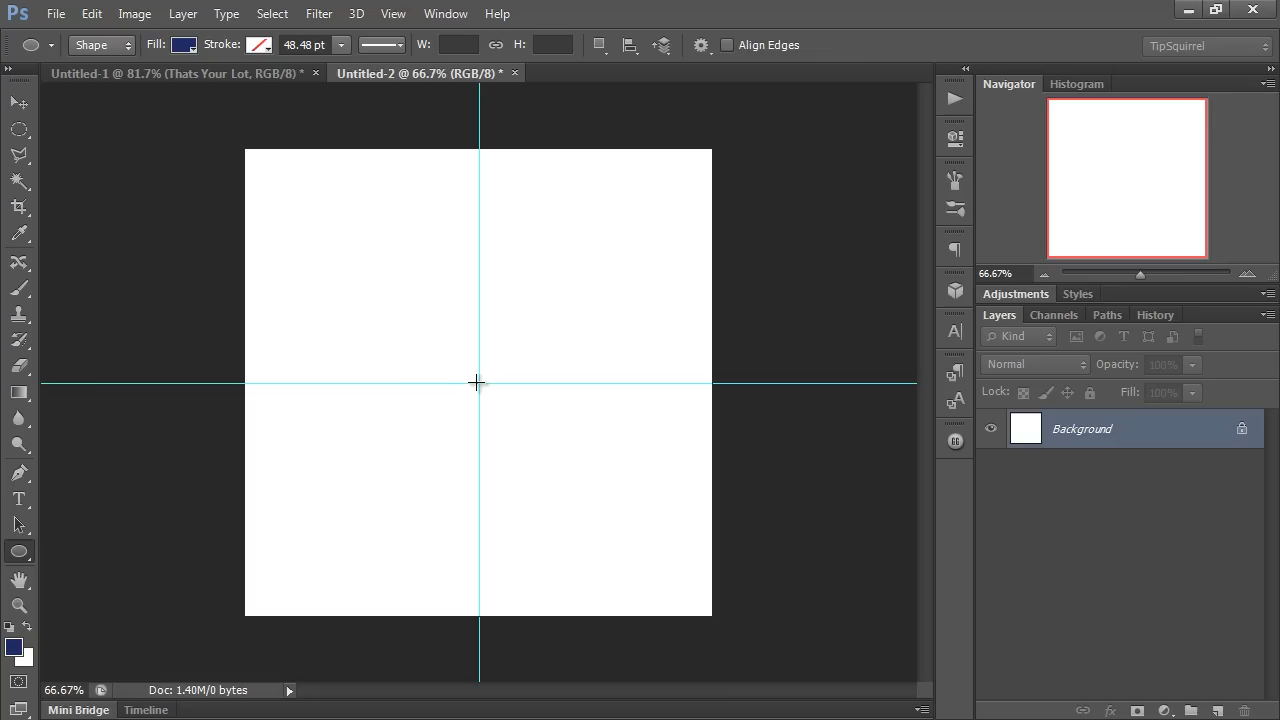 Ps File Edit Image Layer Type Select Filter 3D View Window Help
Shape Fill: Stroke: 48.48 pt W: H: Align Edges TipSquirrel
Untitled-1 @ 81.7% (Thats Your Lot, RGB/8) * × Untitled-2 @ 66.7% (RGB/8) * ×
Navigator Histogram
66.67%
Adjustments Styles
Layers Channels Paths History
Kind
Normal Opacity: 100%
Lock: Fill: 100%
Background
66.67% Doc: 1.40M/0 bytes
Mini Bridge Timeline